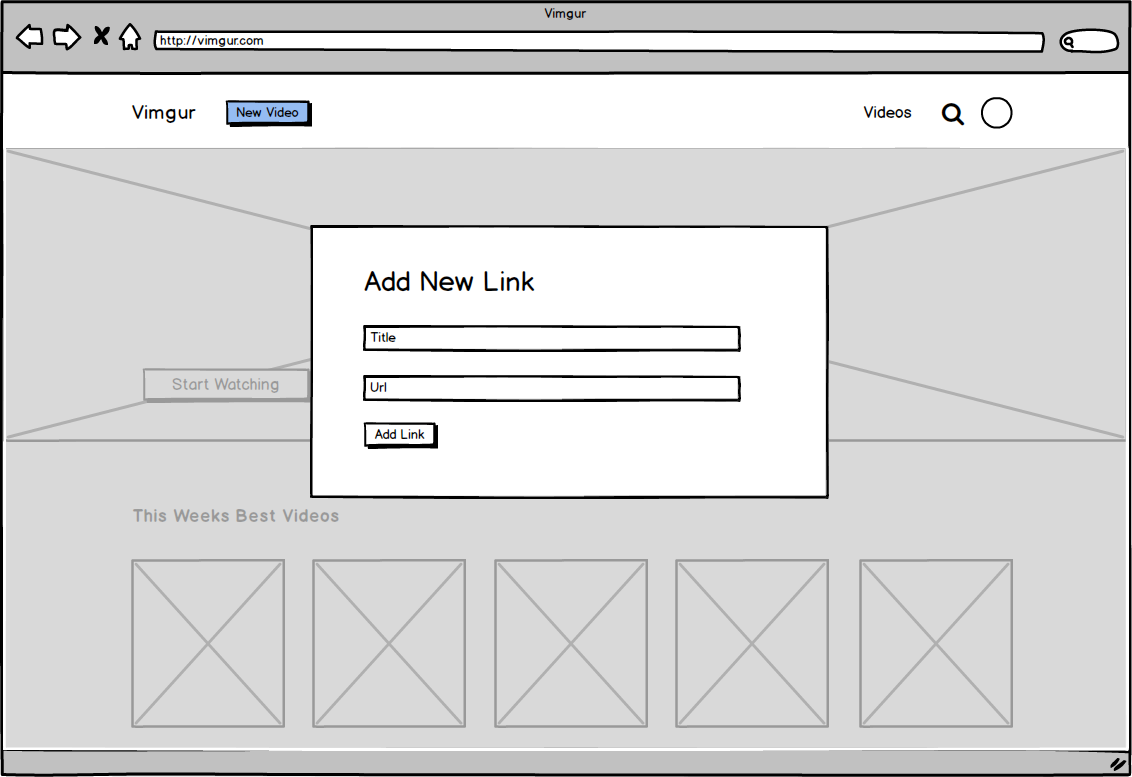 Vimgur
http://vimgur.com
Vimgur New Video Videos
Add New Link
Title
Url
Start Watching
Add Link
This Weeks Best Videos